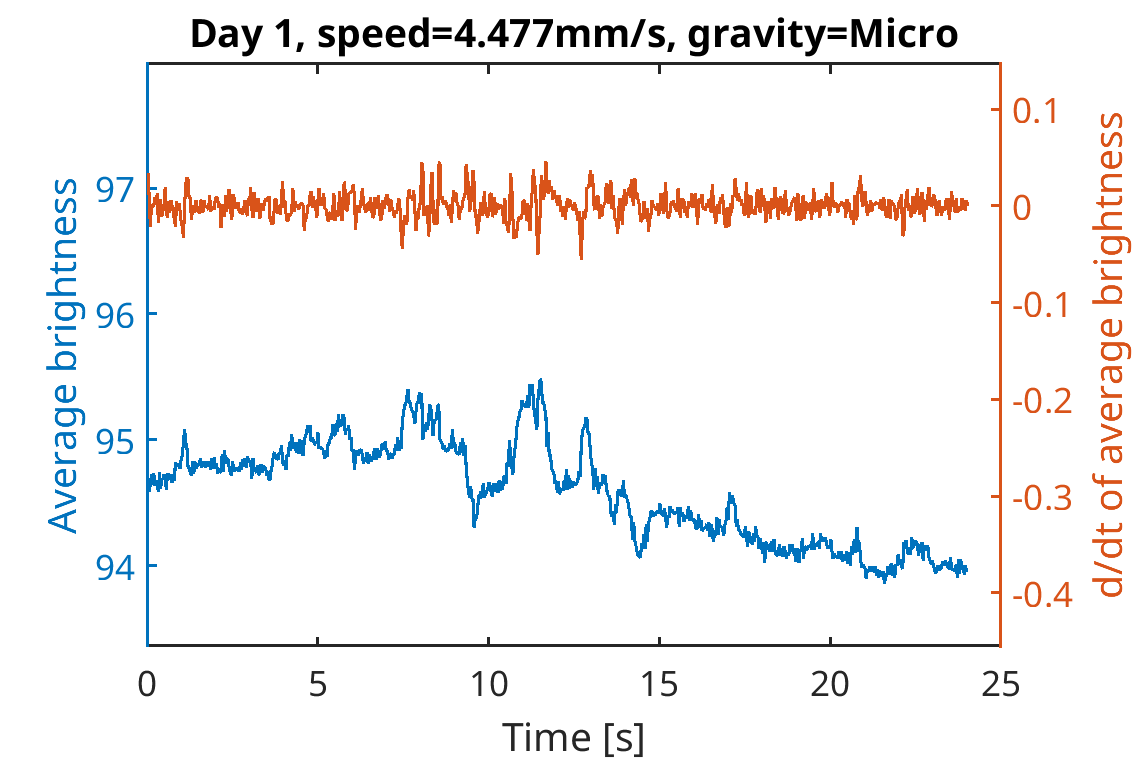 Day 1, speed=4.477mm/s, gravity=Micro
Average brightness
97
96
95
94
0.1
0
-0.1
-0.2
-0.3
-0.4
d/dt of average brightness
0 5 10 15 20 25
Time [s]